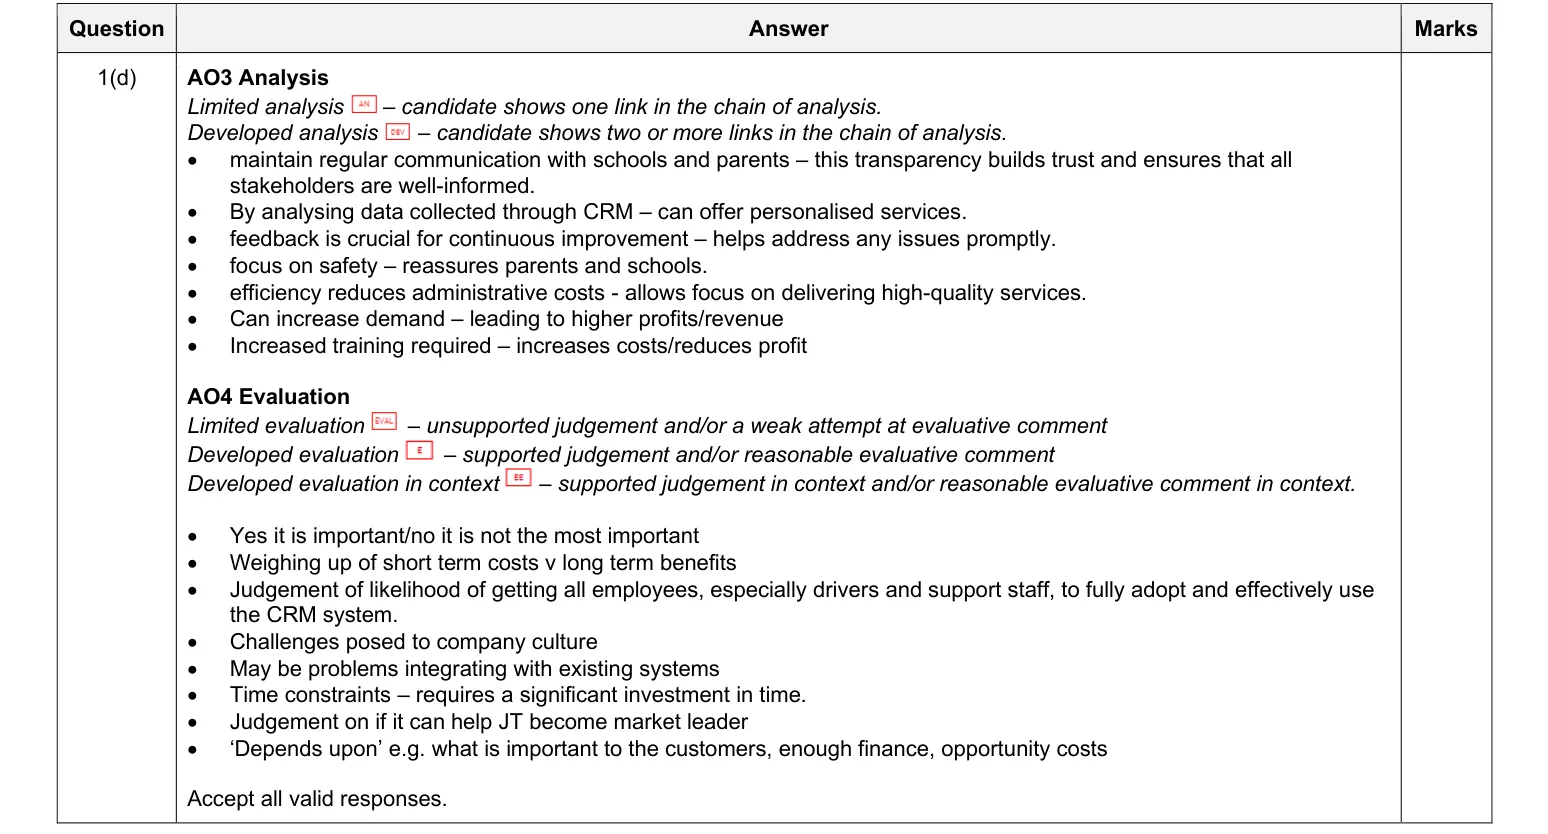 Question Answer Marks
1(d)
AO3 Analysis
Limited analysis AN – candidate shows one link in the chain of analysis.
Developed analysis DEV – candidate shows two or more links in the chain of analysis.
• maintain regular communication with schools and parents – this transparency builds trust and ensures that all
stakeholders are well-informed.
• By analysing data collected through CRM – can offer personalised services.
• feedback is crucial for continuous improvement – helps address any issues promptly.
• focus on safety – reassures parents and schools.
• efficiency reduces administrative costs - allows focus on delivering high-quality services.
• Can increase demand – leading to higher profits/revenue
• Increased training required – increases costs/reduces profit
AO4 Evaluation
Limited evaluation EVAL – unsupported judgement and/or a weak attempt at evaluative comment
Developed evaluation E – supported judgement and/or reasonable evaluative comment
Developed evaluation in context EE – supported judgement in context and/or reasonable evaluative comment in context.
• Yes it is important/no it is not the most important
• Weighing up of short term costs v long term benefits
• Judgement of likelihood of getting all employees, especially drivers and support staff, to fully adopt and effectively use
the CRM system.
• Challenges posed to company culture
• May be problems integrating with existing systems
• Time constraints – requires a significant investment in time.
• Judgement on if it can help JT become market leader
• ‘Depends upon’ e.g. what is important to the customers, enough finance, opportunity costs
Accept all valid responses.